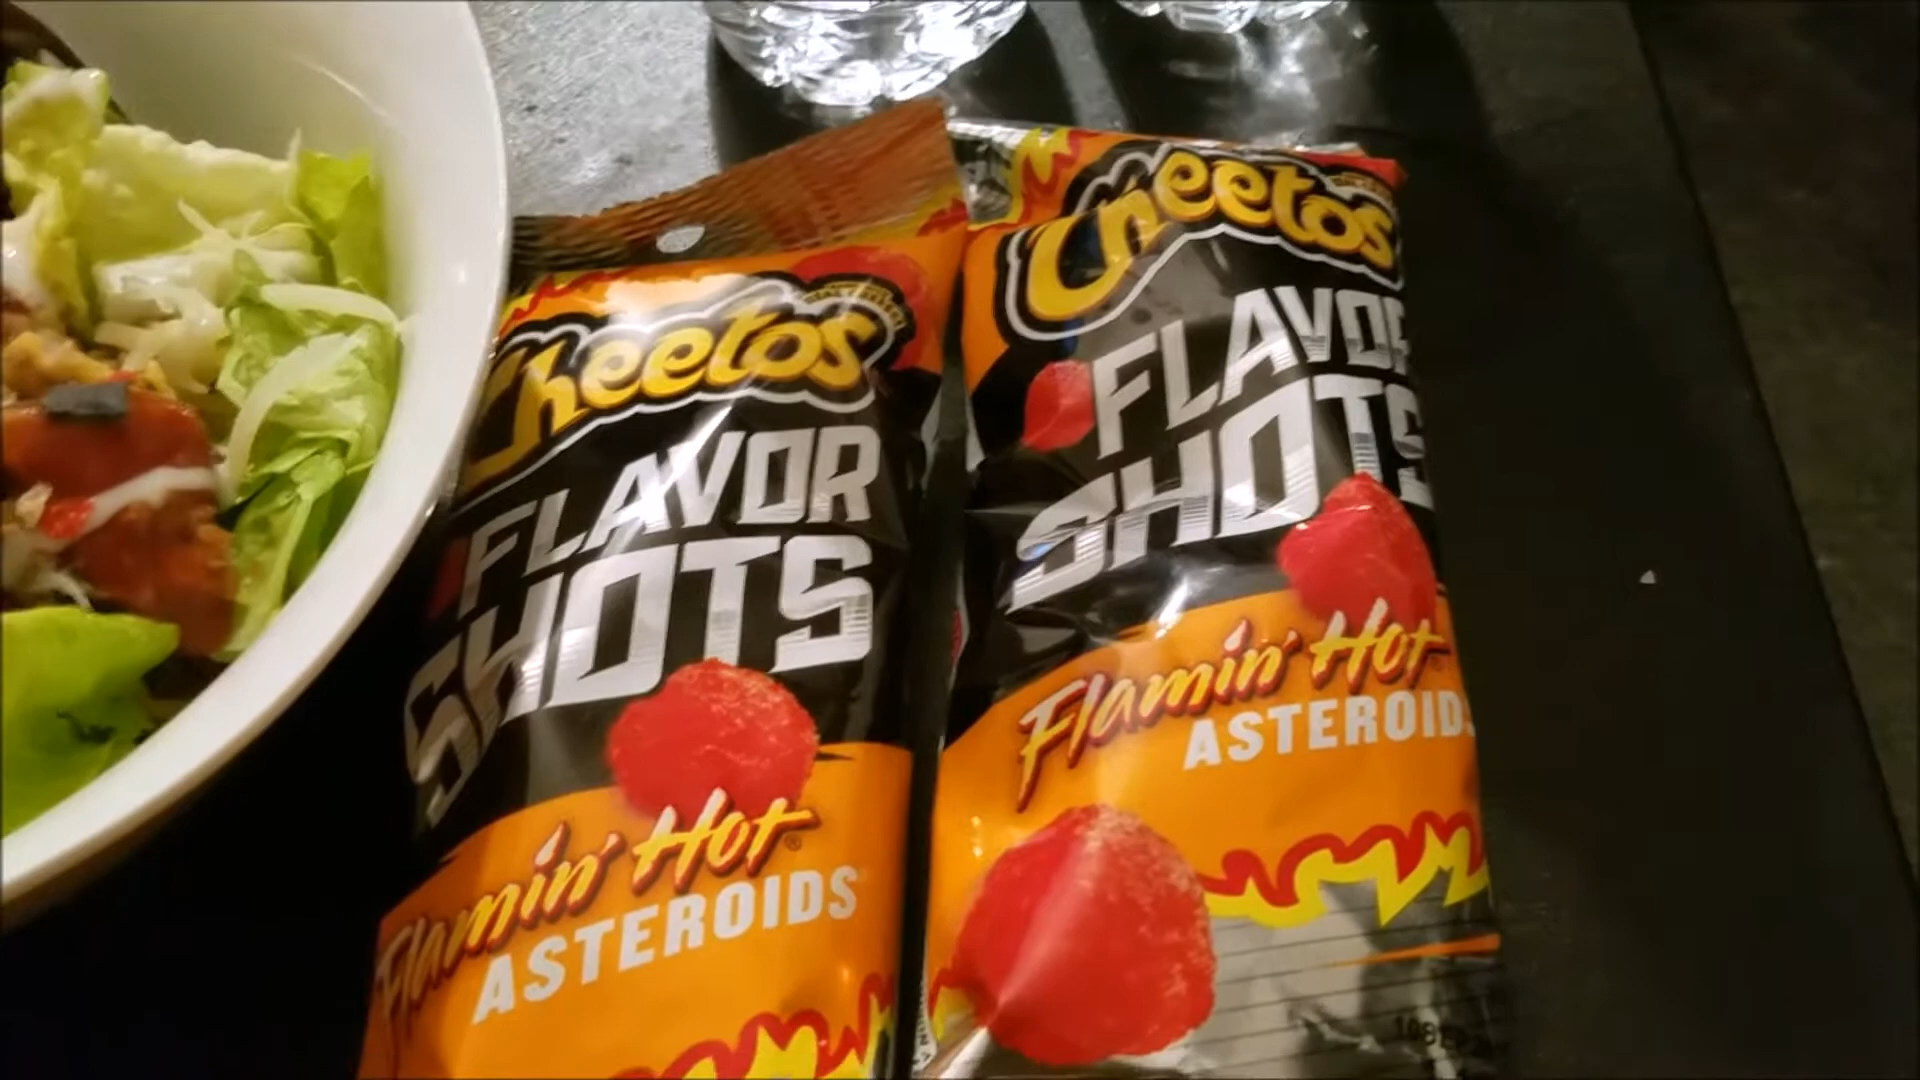 Cheetos
FLAVOR
SHOTS
Flamin' Hot
ASTEROIDS
Cheetos
FLAVOR
SHOTS
Flamin' Hot
ASTEROIDS